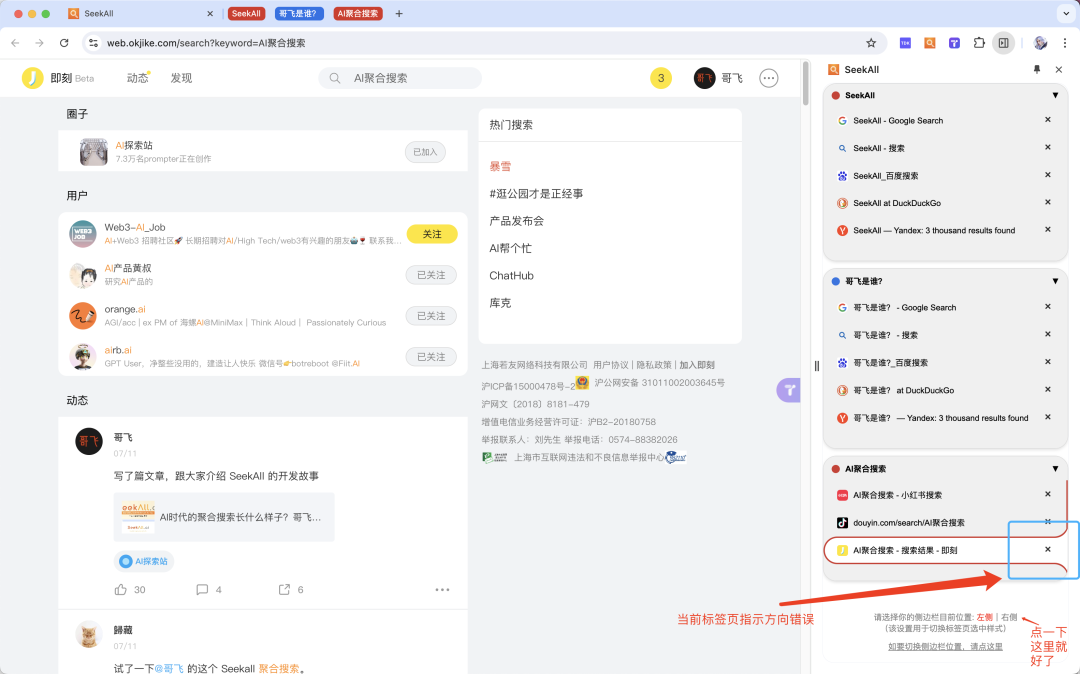 SeekAll
SeekAll
哥飞是谁?
AI聚合搜索
web.okjike.com/search?keyword=AI聚合搜索
即刻 Beta
动态
发现
AI聚合搜索
3
哥飞
哥飞
圈子
AI探索站
7.3万名prompter正在创作
已加入
用户
Web3-AI_Job
AI+Web3 招聘社区🚀 长期招聘对AI/High Tech/web3有兴趣的朋友 联系我...
关注
AI产品黄叔
研究AI产品的
已关注
orange.ai
AGI/acc | ex PM of 海螺AI@MiniMax | Think Aloud | Passionately Curious
已关注
airb.ai
GPT User，净整些没用的，建造让人快乐 微信号👉botreboot @Fiit.AI
已关注
动态
哥飞
哥飞
07/11
写了篇文章，跟大家介绍 SeekAll 的开发故事
AI时代的聚合搜索长什么样子？哥飞...
AI探索站
30
4
6
歸藏
07/11
试了一下@哥飞 的这个 Seekall 聚合搜索。
热门搜索
暴雪
#逛公园才是正经事
产品发布会
AI帮个忙
ChatHub
库克
上海若友网络科技有限公司 用户协议 | 隐私政策 | 加入即刻
沪ICP备15000478号-2 沪公网安备 31011002003645号
沪网文〔2018〕8181-479
增值电信业务经营许可证：沪B2-20180758
举报联系人：刘先生 举报电话：0574-88382026
上海市互联网违法和不良信息举报中心
SeekAll
SeekAll
SeekAll - Google Search
SeekAll - 搜索
SeekAll_百度搜索
SeekAll at DuckDuckGo
SeekAll — Yandex: 3 thousand results found
哥飞是谁?
哥飞是谁? - Google Search
哥飞是谁? - 搜索
哥飞是谁?_百度搜索
哥飞是谁? at DuckDuckGo
哥飞是谁? — Yandex: 3 thousand results found
AI聚合搜索
AI聚合搜索 - 小红书搜索
douyin.com/search/AI聚合搜索
AI聚合搜索 - 搜索结果 - 即刻
当前标签页指示方向错误
请选择你的侧边栏目前位置: 左侧 | 右侧
(该设置用于切换标签页选中样式)
如要切换侧边栏位置，请点这里
点一下
这里就
好了